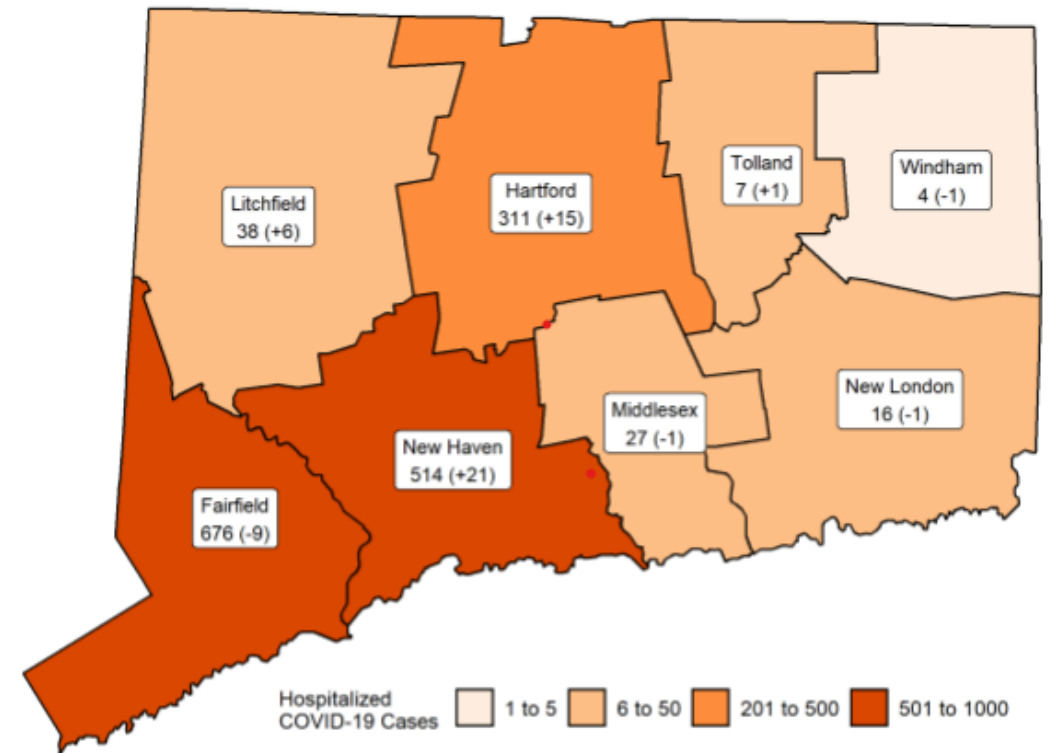 Litchfield
38 (+6)
Hartford
311 (+15)
Tolland
7 (+1)
Windham
4 (-1)
Fairfield
676 (-9)
New Haven
514 (+21)
Middlesex
27 (-1)
New London
16 (-1)
Hospitalized
COVID-19 Cases
1 to 5
6 to 50
201 to 500
501 to 1000